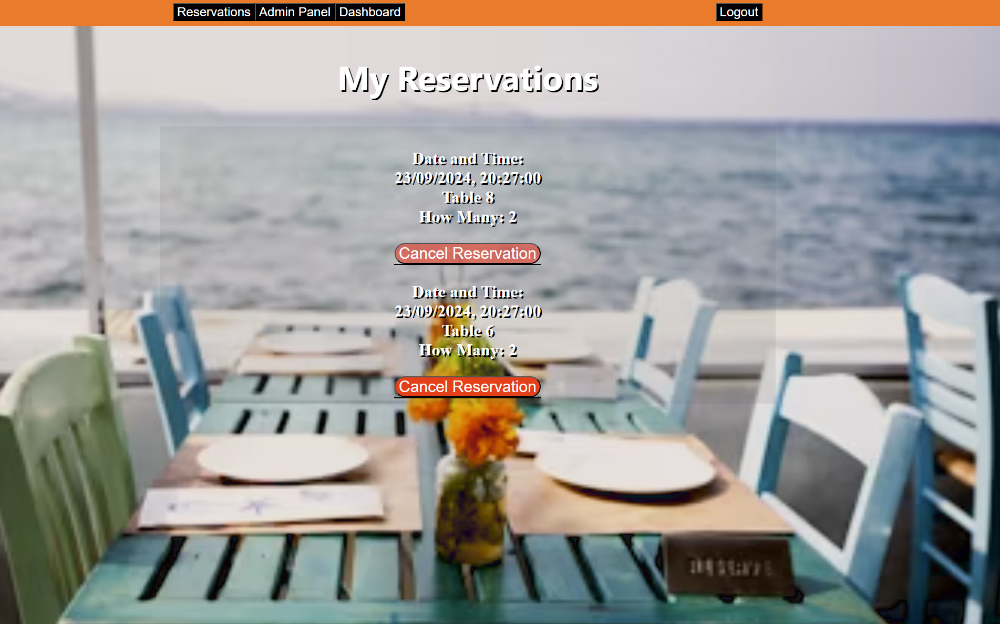 Reservations Admin Panel Dashboard Logout
My Reservations
Date and Time:
23/09/2024, 20:27:00
Table 8
How Many: 2
Cancel Reservation
Date and Time:
23/09/2024, 20:27:00
Table 6
How Many: 2
Cancel Reservation